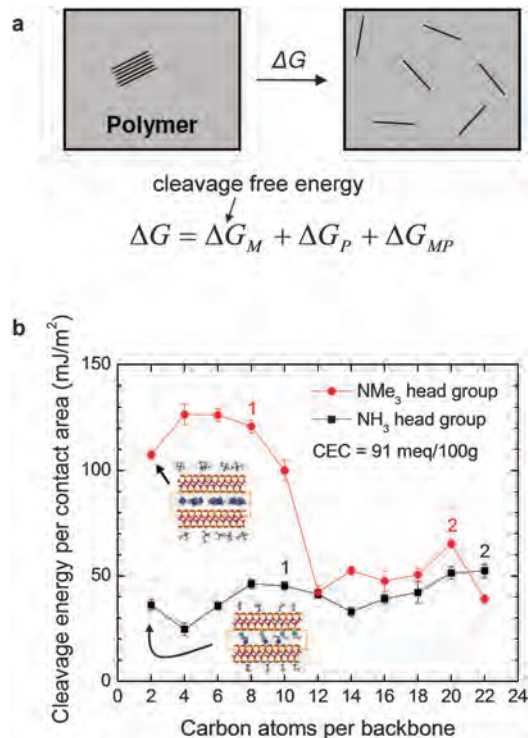 a
ΔG
Polymer
cleavage free energy
ΔG = ΔG_M + ΔG_P + ΔG_MP
b
Cleavage energy per contact area (mJ/m²)
150
100
50
0
NMe₃ head group
NH₃ head group
CEC = 91 meq/100g
1
2
1
2
0 2 4 6 8 10 12 14 16 18 20 22 24
Carbon atoms per backbone